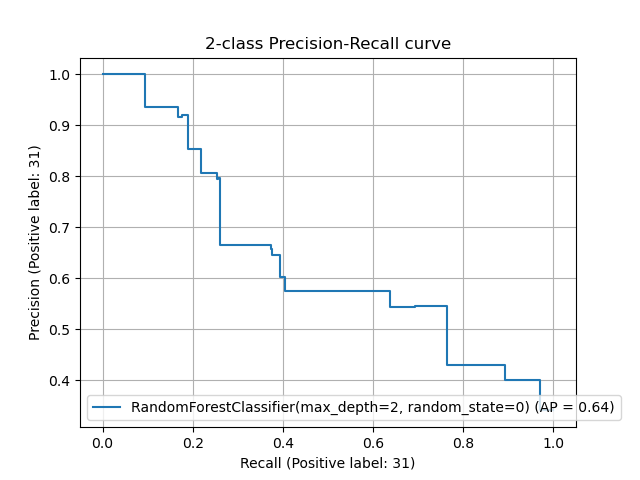 2-class Precision-Recall curve
1.0
0.9
0.8
0.7
0.6
0.5
0.4
Precision (Positive label: 31)
RandomForestClassifier(max_depth=2, random_state=0) (AP = 0.64)
0.0 0.2 0.4 0.6 0.8 1.0
Recall (Positive label: 31)